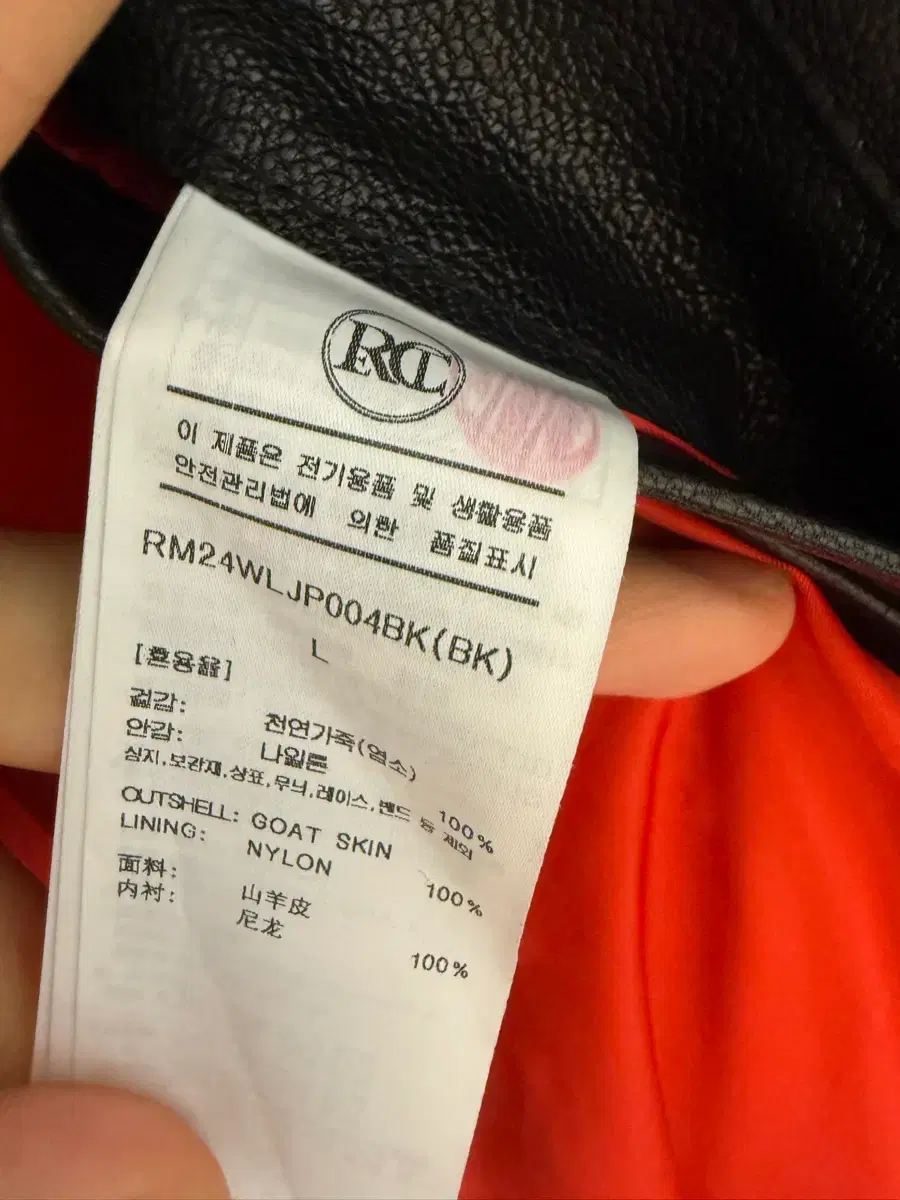 RCT
이 제품은 전기용품 및 생활용품
안전관리법에 의한 품질표시
RM24WLJP004BK(BK)
L
[혼용율]
겉감: 천연가죽(염소)
안감: 나일론 100%
심지,보관재,상표,무늬,레이스,밴드 등 제외
OUTSHELL: GOAT SKIN
LINING: NYLON 100%
面料: 山羊皮
内衬: 尼龙 100%